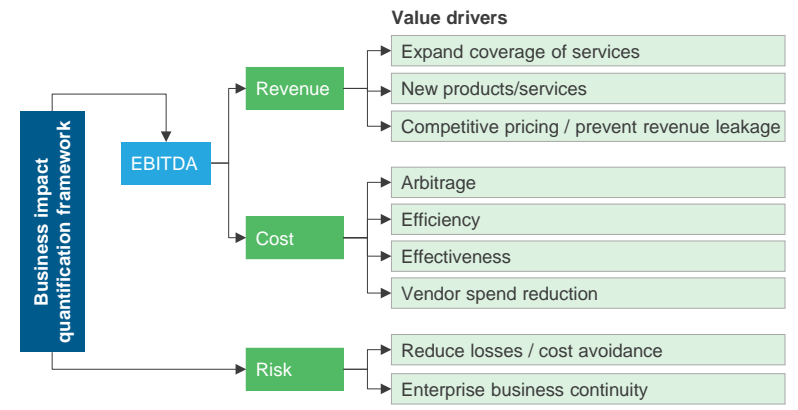 Value drivers
Business impact
quantification framework
EBITDA
Revenue
Expand coverage of services
New products/services
Competitive pricing / prevent revenue leakage
Cost
Arbitrage
Efficiency
Effectiveness
Vendor spend reduction
Risk
Reduce losses / cost avoidance
Enterprise business continuity